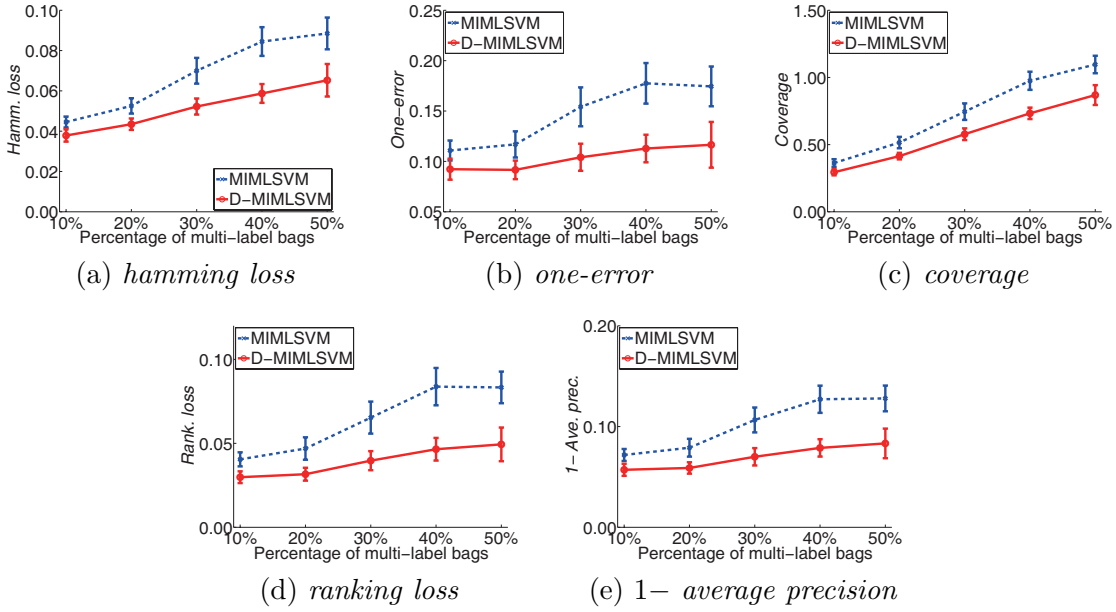 0.10
0.08
0.06
0.04
0.02
0.00
Hamm. loss
MIMLSVM
D−MIMLSVM
10% 20% 30% 40% 50%
Percentage of multi−label bags
(a) hamming loss
0.25
0.20
0.15
0.10
0.05
One−error
MIMLSVM
D−MIMLSVM
10% 20% 30% 40% 50%
Percentage of multi−label bags
(b) one-error
1.50
1.00
0.50
0.00
Coverage
MIMLSVM
D−MIMLSVM
10% 20% 30% 40% 50%
Percentage of multi−label bags
(c) coverage
0.10
0.05
0.00
Rank. loss
MIMLSVM
D−MIMLSVM
10% 20% 30% 40% 50%
Percentage of multi−label bags
(d) ranking loss
0.20
0.10
0.00
1− Ave. prec.
MIMLSVM
D−MIMLSVM
10% 20% 30% 40% 50%
Percentage of multi−label bags
(e) 1− average precision